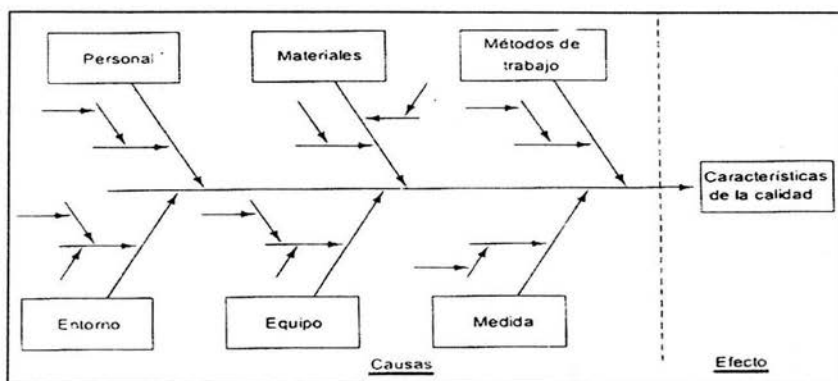 Personal
Materiales
Métodos de
trabajo
Características
de la calidad
Entorno
Equipo
Medida
Causas
Efecto